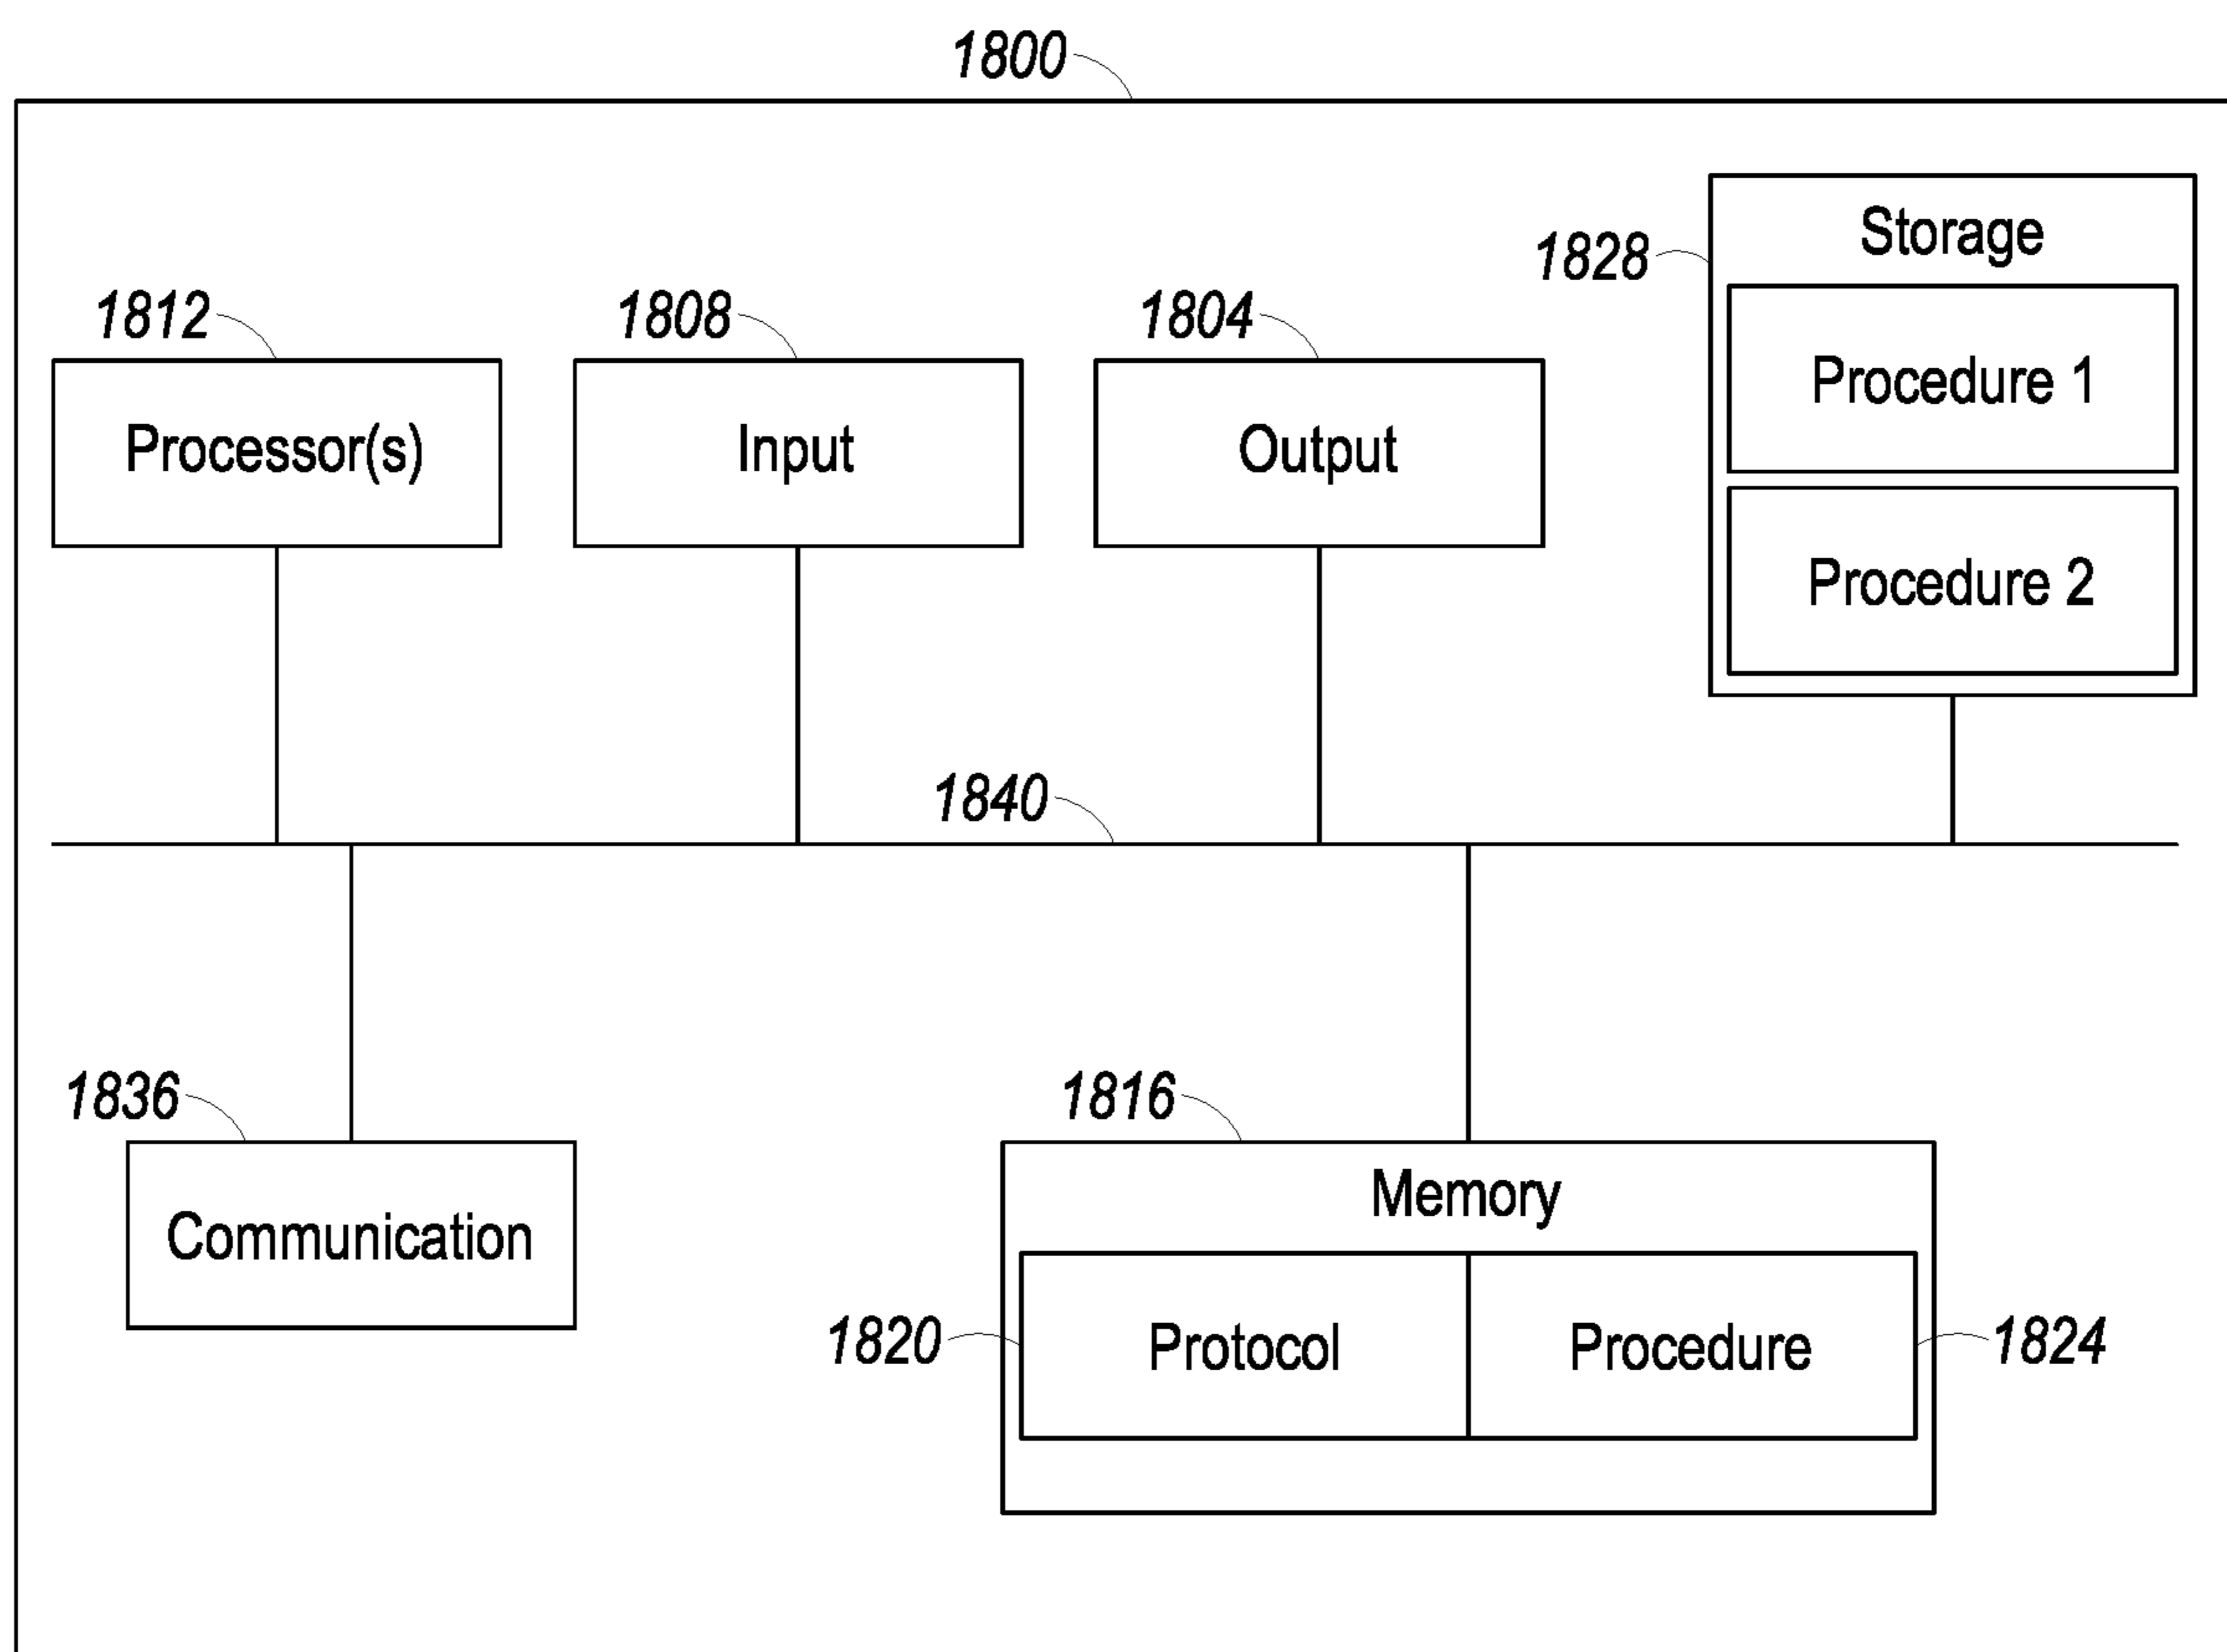 1800
Storage
1828
1812
1808
1804
Procedure 1
Processor(s)
Input
Output
Procedure 2
1840
1836
1816
Memory
Communication
1820
Protocol
Procedure
1824